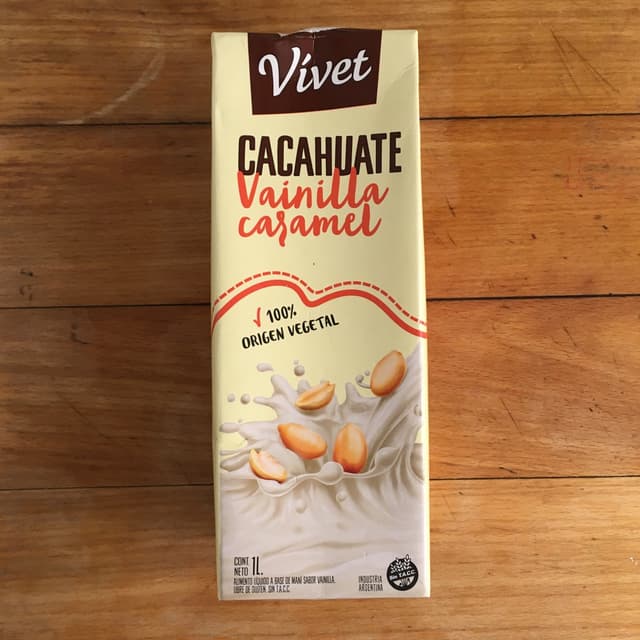 Vívet
CACAHUATE
Vainilla
caramel
✓ 100%
ORIGEN VEGETAL
CONT. 1L.
NETO
ALIMENTO LÍQUIDO A BASE DE MANÍ SABOR VAINILLA.
LIBRE DE GLUTEN. SIN T.A.C.C.
INDUSTRIA
ARGENTINA
Sin T.A.C.C.